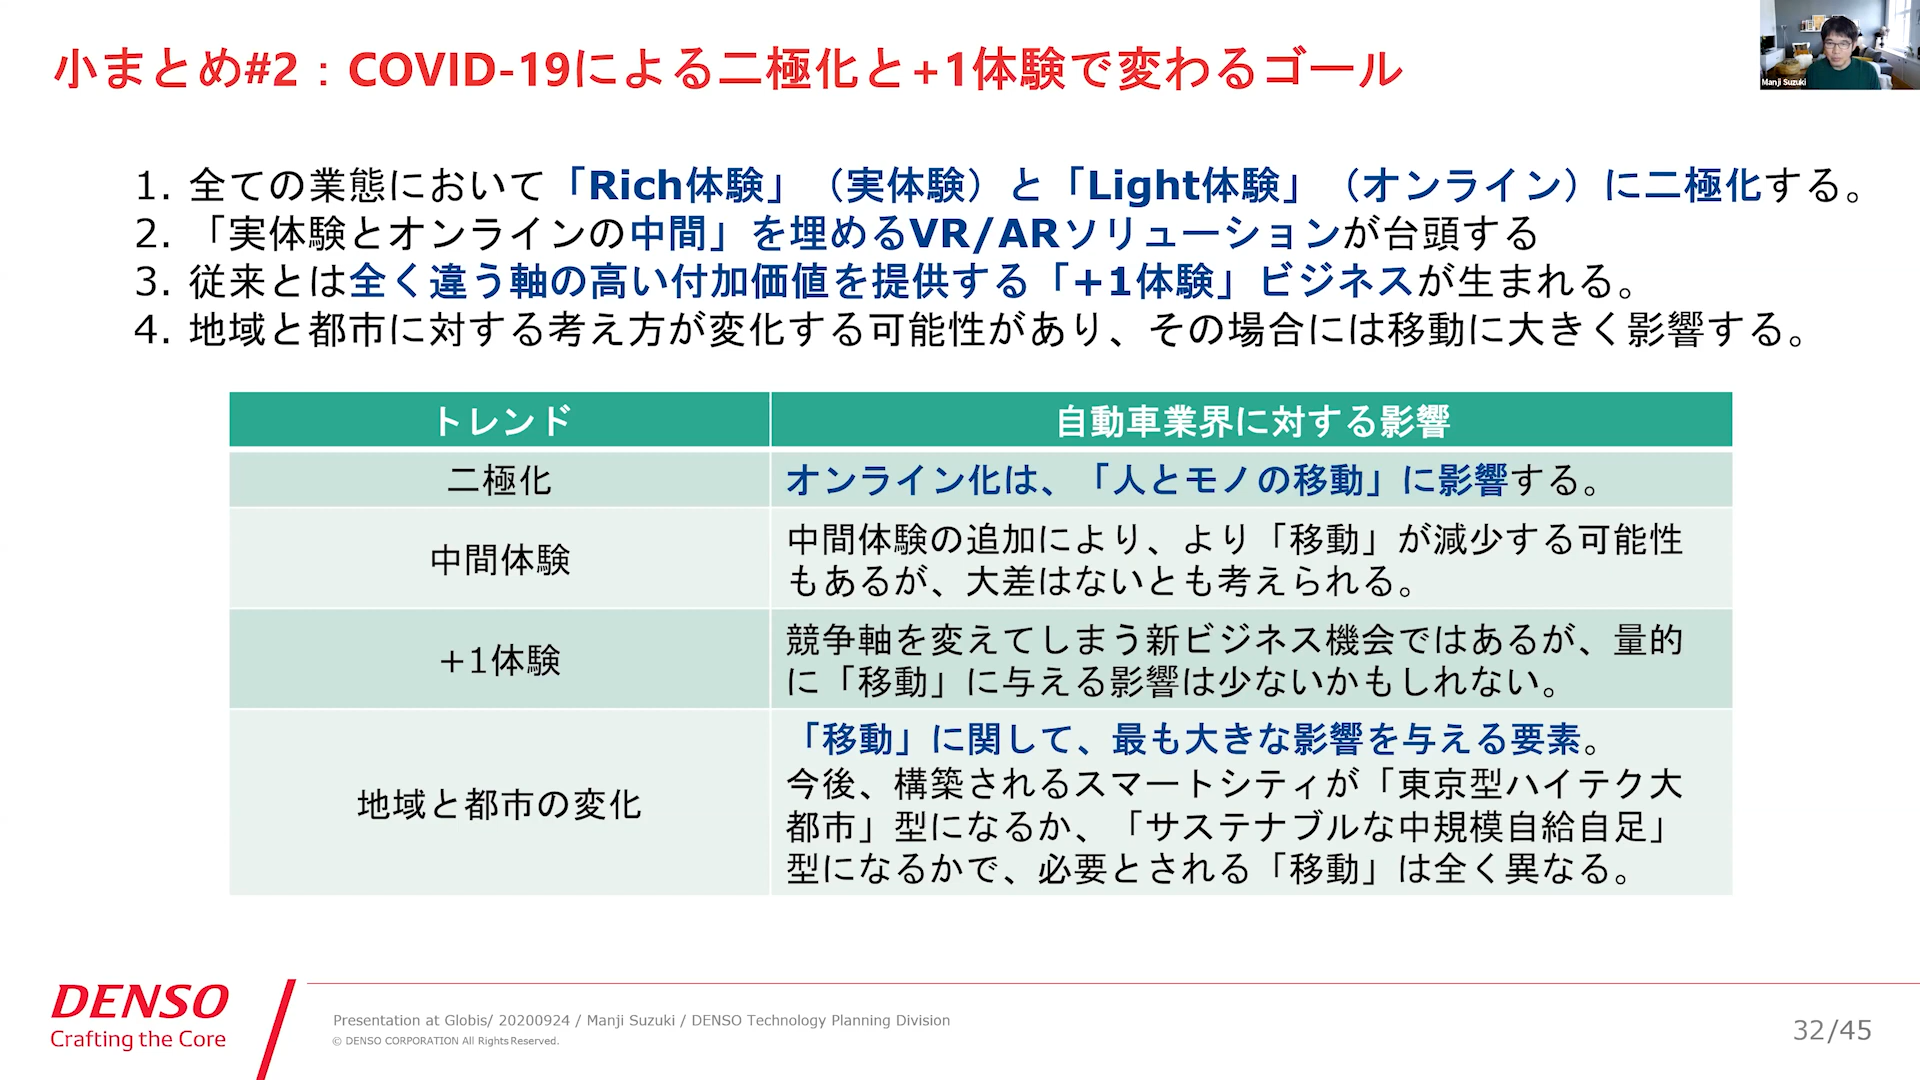 小まとめ#2：COVID-19による二極化と+1体験で変わるゴール
Manji Suzuki
1. 全ての業態において「Rich体験」（実体験）と「Light体験」（オンライン）に二極化する。
2. 「実体験とオンラインの中間」を埋めるVR/ARソリューションが台頭する
3. 従来とは全く違う軸の高い付加価値を提供する「+1体験」ビジネスが生まれる。
4. 地域と都市に対する考え方が変化する可能性があり、その場合には移動に大きく影響する。
トレンド
自動車業界に対する影響
二極化
オンライン化は、「人とモノの移動」に影響する。
中間体験
中間体験の追加により、より「移動」が減少する可能性
もあるが、大差はないとも考えられる。
+1体験
競争軸を変えてしまう新ビジネス機会ではあるが、量的
に「移動」に与える影響は少ないかもしれない。
地域と都市の変化
「移動」に関して、最も大きな影響を与える要素。
今後、構築されるスマートシティが「東京型ハイテク大
都市」型になるか、「サステナブルな中規模自給自足」
型になるかで、必要とされる「移動」は全く異なる。
DENSO
Crafting the Core
Presentation at Globis/ 20200924 / Manji Suzuki / DENSO Technology Planning Division
© DENSO CORPORATION All Rights Reserved.
32/45